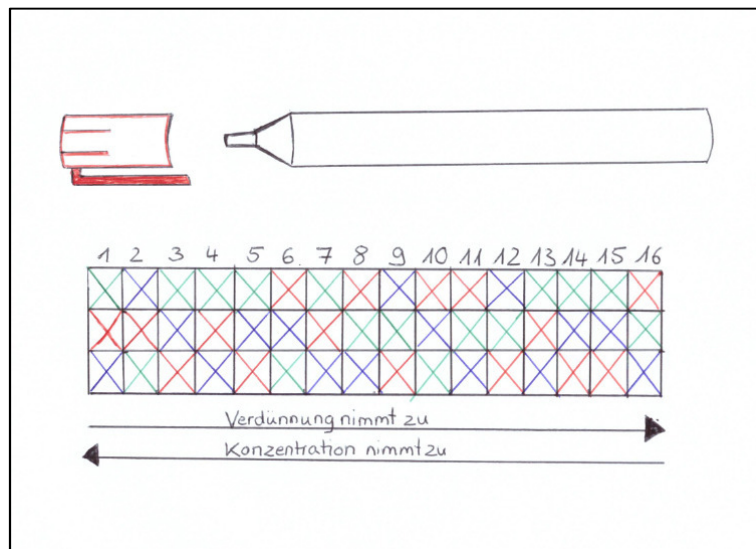 1 2 3 4 5 6. 7 8 9 10 11 12 13 14 15 16
Verdünnung nimmt zu
Konzentration nimmt zu